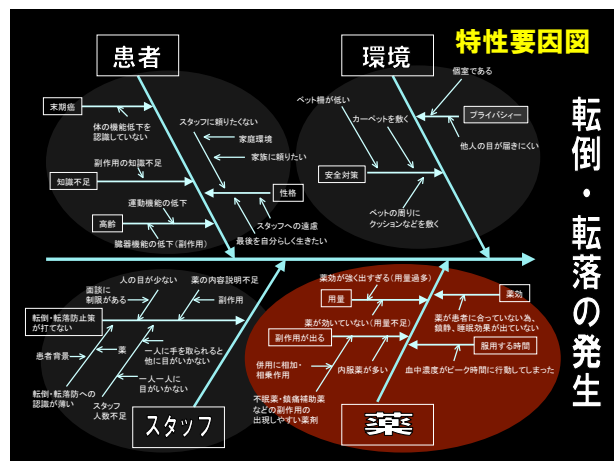 特性要因図
患者
環境
転倒・転落の発生
末期癌
体の機能低下を
認識していない
スタッフに頼りたくない
家庭環境
家族に頼りたい
副作用の知識不足
知識不足
性格
運動機能の低下
高齢
臓器機能の低下(副作用)
スタッフへの遠慮
最後を自分らしく生きたい
個室である
ベット柵が低い
カーペットを敷く
プライバシィー
他人の目が届きにくい
安全対策
ベットの周りに
クッションなどを敷く
人の目が少ない
薬の内容説明不足
面談に
制限がある
副作用
転倒・転落防止策
が打てない
患者背景
薬
一人に手を取られると
他に目がいかない
一人一人に
目がいかない
転倒・転落防への
認識が薄い
スタッフ
人数不足
スタッフ
薬効が強く出すぎる(用量過多)
用量
薬効
薬が効いていない(用量不足)
薬が患者に合っていない為、
鎮静、睡眠効果が出ていない
副作用が出る
服用する時間
併用に相加・
相乗作用
内服薬が多い
血中濃度がピーク時間に行動してしまった
不眠薬・鎮痛補助薬
などの副作用の
出現しやすい薬剤
薬